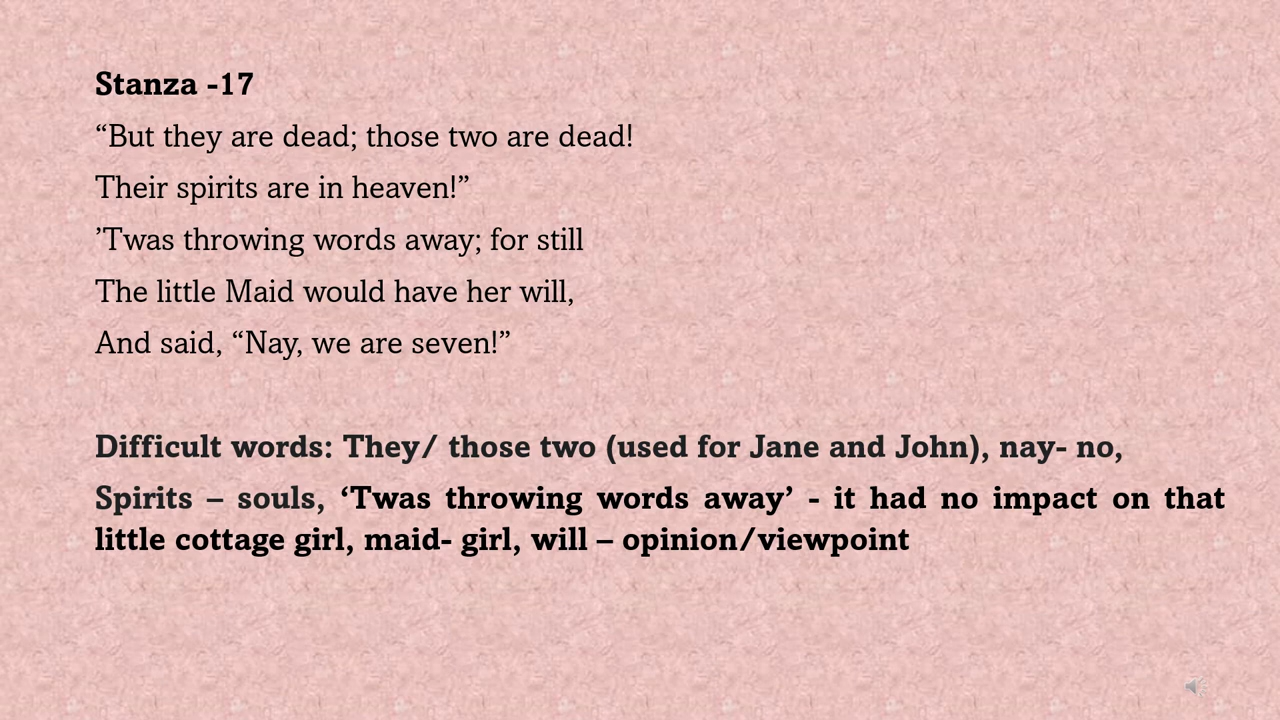 Stanza -17
“But they are dead; those two are dead!
Their spirits are in heaven!”
’Twas throwing words away; for still
The little Maid would have her will,
And said, “Nay, we are seven!”
Difficult words: They/ those two (used for Jane and John), nay- no,
Spirits – souls, ‘Twas throwing words away’ - it had no impact on that
little cottage girl, maid- girl, will – opinion/viewpoint